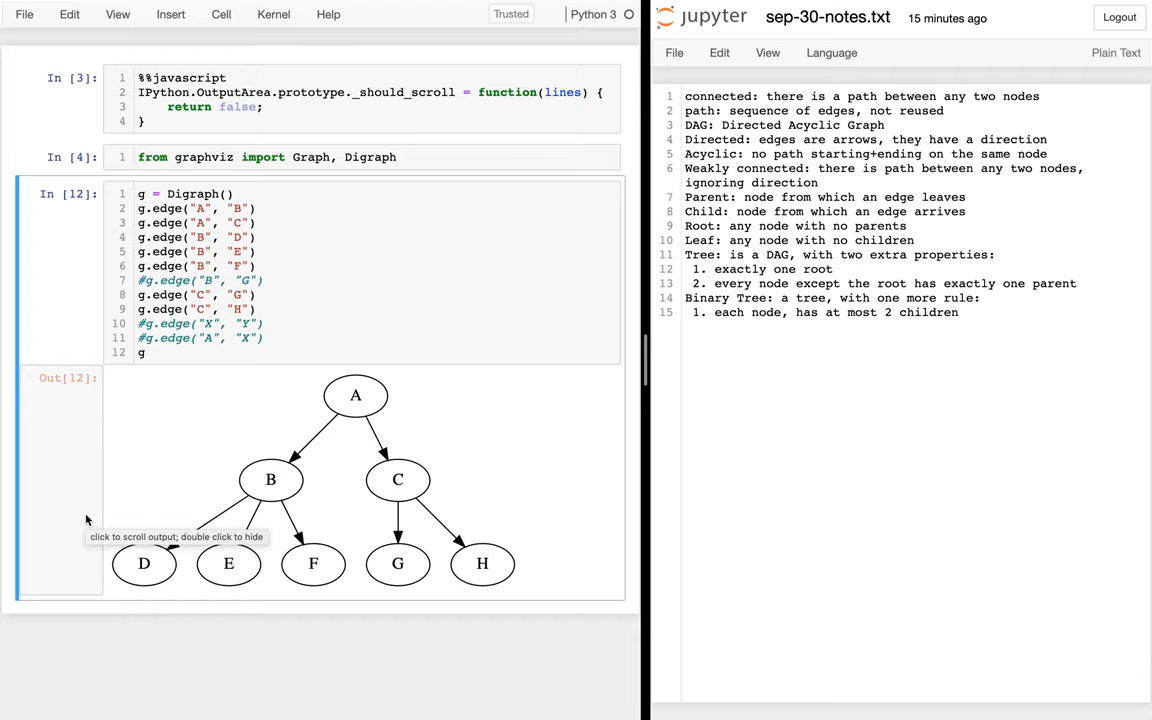 File Edit View Insert Cell Kernel Help Trusted Python 3
In [3]:
1 %%javascript
2 IPython.OutputArea.prototype._should_scroll = function(lines) {
3 return false;
4 }
In [4]:
1 from graphviz import Graph, Digraph
In [12]:
1 g = Digraph()
2 g.edge("A", "B")
3 g.edge("A", "C")
4 g.edge("B", "D")
5 g.edge("B", "E")
6 g.edge("B", "F")
7 #g.edge("B", "G")
8 g.edge("C", "G")
9 g.edge("C", "H")
10 #g.edge("X", "Y")
11 #g.edge("A", "X")
12 g
Out[12]:
A
B C
click to scroll output; double click to hide
D E F G H
jupyter sep-30-notes.txt 15 minutes ago Logout
File Edit View Language Plain Text
1 connected: there is a path between any two nodes
2 path: sequence of edges, not reused
3 DAG: Directed Acyclic Graph
4 Directed: edges are arrows, they have a direction
5 Acyclic: no path starting+ending on the same node
6 Weakly connected: there is path between any two nodes,
ignoring direction
7 Parent: node from which an edge leaves
8 Child: node from which an edge arrives
9 Root: any node with no parents
10 Leaf: any node with no children
11 Tree: is a DAG, with two extra properties:
12 1. exactly one root
13 2. every node except the root has exactly one parent
14 Binary Tree: a tree, with one more rule:
15 1. each node, has at most 2 children